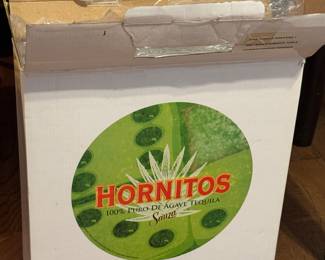 HORNITOS
100% PURO DE AGAVE TEQUILA
Sauza